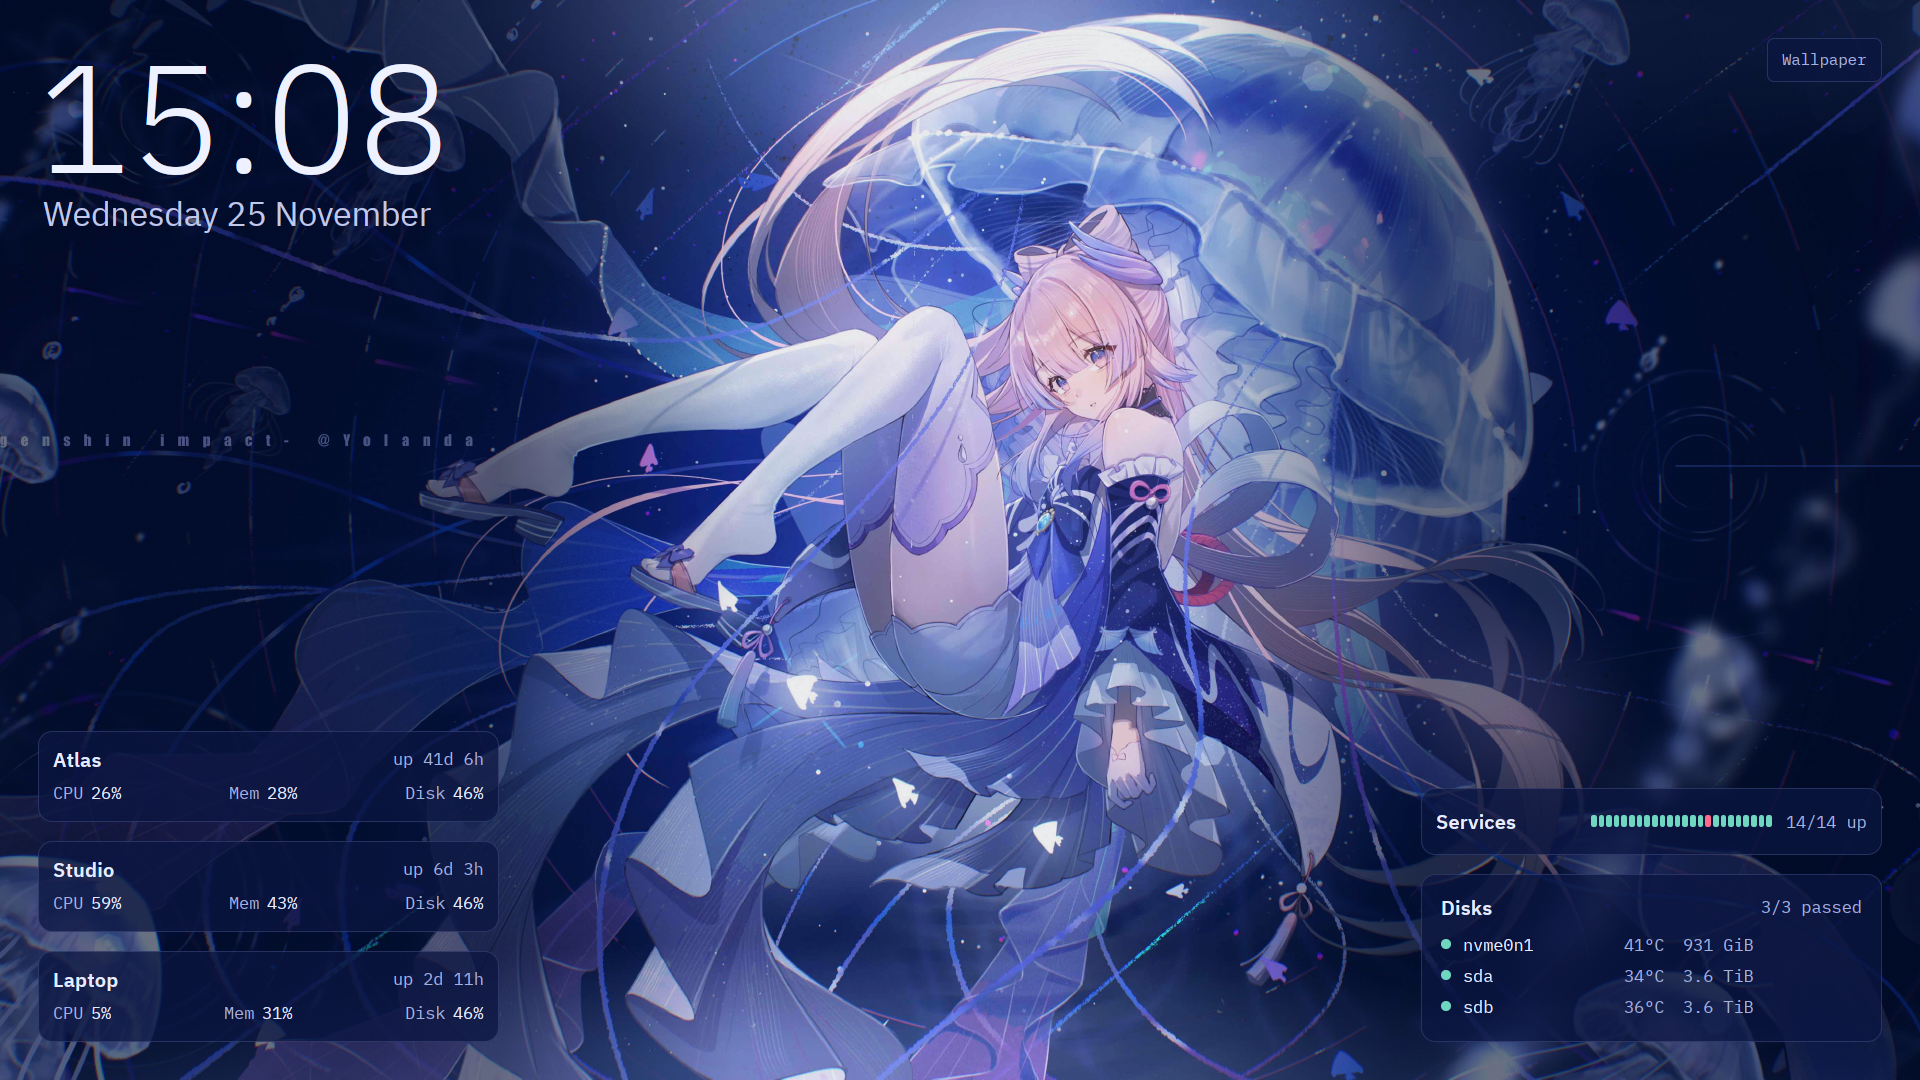 15:08
Wednesday 25 November
Wallpaper
genshin impact- @Yolanda
Atlas up 41d 6h
CPU 26% Mem 28% Disk 46%
Studio up 6d 3h
CPU 59% Mem 43% Disk 46%
Laptop up 2d 11h
CPU 5% Mem 31% Disk 46%
Services 14/14 up
Disks 3/3 passed
nvme0n1 41°C 931 GiB
sda 34°C 3.6 TiB
sdb 36°C 3.6 TiB